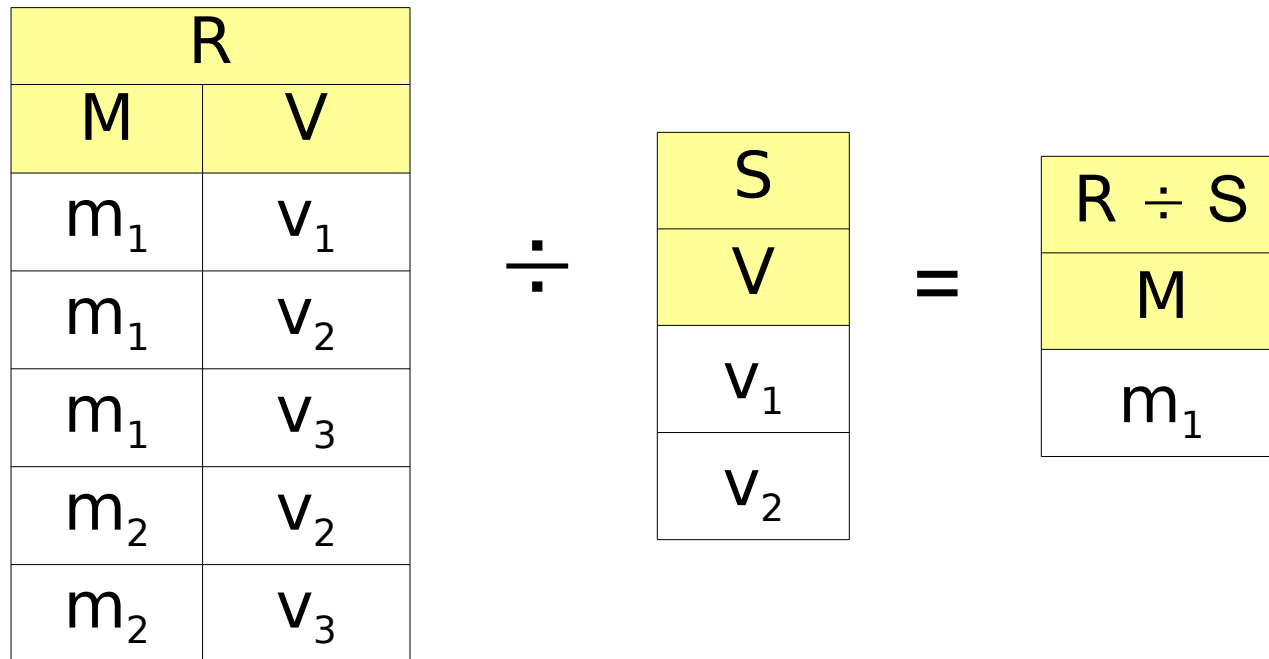 R
M V
m₁ v₁
m₁ v₂
m₁ v₃
m₂ v₂
m₂ v₃
÷
S
V
v₁
v₂
=
R ÷ S
M
m₁